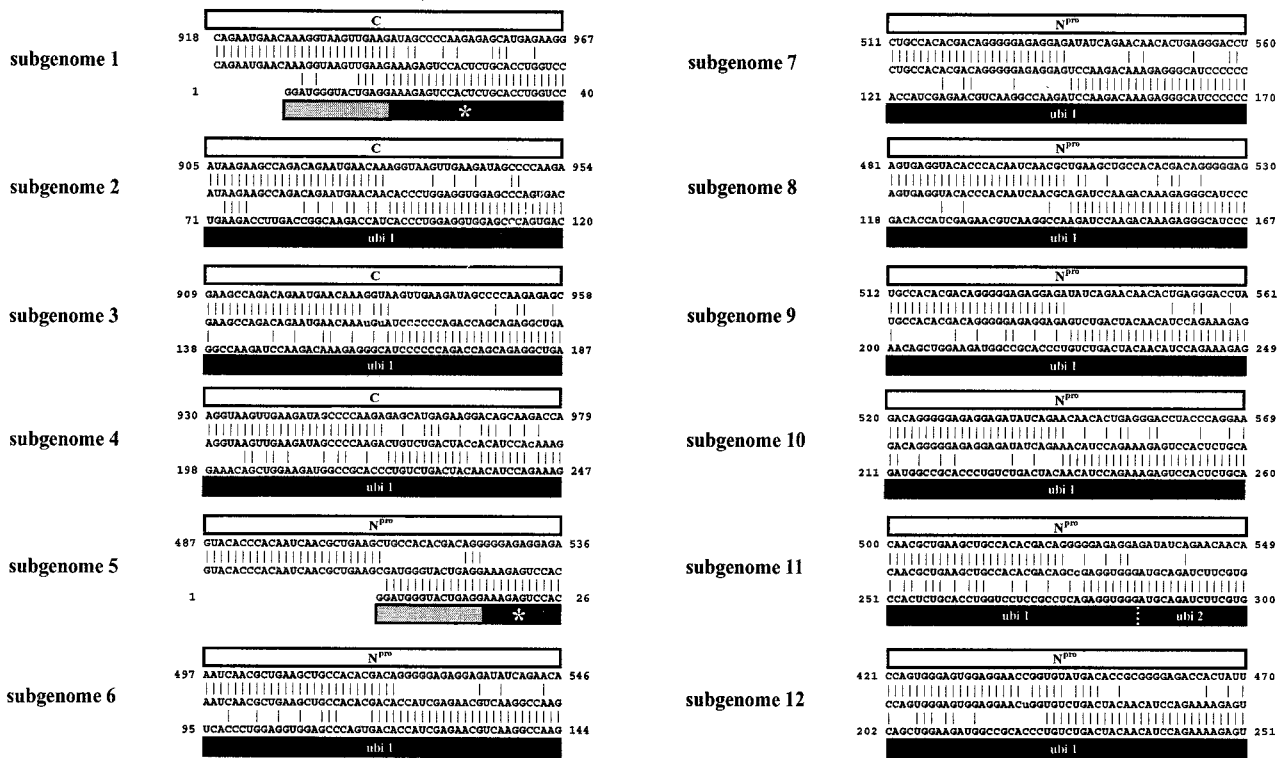 C
918 CAGAAUGAACAAAGGUAAGUUGAAGAUAGCCCCAAGAGAGCAUGAGAAGG 967
subgenome 1
CAGAAUGAACAAAGGUAAGUUGAAGAAAGAGUCCACUCUGCACCUGGUCC
1 GGAUGGGUACUGAGGAAAGAGUCCACUCUGCACCUGGUCC 40
*
C
905 AUAAGAAGCCAGACAGAAUGAACAAAGGUAAGUUGAAGAUAGCCCCAAGA 954
subgenome 2
AUAAGAAGCCAGACAGAAUGAACAACACCCUGGAGGUGGAGCCCAGUGAC
71 UGAAGACCUUGACCGGCAAGACCAUCACCCUGGAGGUGGAGCCCAGUGAC 120
ubi 1
C
909 GAAGCCAGACAGAAUGAACAAAGGUAAGUUGAAGAUAGCCCCAAGAGAGC 958
subgenome 3
GAAGCCAGACAGAAUGAACAAAuGuAUCCCCCCAGACCAGCAGAGGCUGA
138 GGCCAAGAUCCAAGACAAAGAGGGCAUCCCCCCAGACCAGCAGAGGCUGA 187
ubi 1
C
930 AGGUAAGUUGAAGAUAGCCCCAAGAGAGCAUGAGAAGGACAGCAAGACCA 979
subgenome 4
AGGUAAGUUGAAGAUAGCCCCAAGACUGUCUGACUACCACAUCCACAAAG
198 GAAACAGCUGGAAGAUGGCCGCACCCUGUCUGACUACAACAUCCAGAAAG 247
ubi 1
Npro
487 GUACACCCACAAUCAACGCUGAAGCUGCCACACGACAGGGGGAGAGGAGA 536
subgenome 5
GUACACCCACAAUCAACGCUGAAGCGAUGGGUACUGAGGAAAGAGUCCAC
1 GGAUGGGUACUGAGGAAAGAGUCCAC 26
*
Npro
497 AAUCAACGCUGAAGCUGCCACACGACAGGGGGAGAGGAGAUAUCAGAACA 546
subgenome 6
AAUCAACGCUGAAGCUGCCACACGACACCAUCGAGAACGUCAAGGCCAAG
95 UCACCCUGGAGGUGGAGCCCAGUGACACCAUCGAGAACGUCAAGGCCAAG 144
ubi 1
Npro
511 CUGCCACACGACAGGGGGAGAGGAGAUAUCAGAACAACACUGAGGGACCU 560
subgenome 7
CUGCCACACGACAGGGGGAGAGGAGUCCAAGACAAAGAGGGCAUCCCCCC
121 ACCAUCGAGAACGUCAAGGCCAAGAUCCAAGACAAAGAGGGCAUCCCCCC 170
ubi 1
Npro
481 AGUGAGGUACACCCACAAUCAACGCUGAAGCUGCCACACGACAGGGGGAG 530
subgenome 8
AGUGAGGUACACCCACAAUCAACGCAGAUCCAAGACAAAGAGGGCAUCCC
118 GACACCAUCGAGAACGUCAAGGCCAAGAUCCAAGACAAAGAGGGCAUCCC 167
ubi 1
Npro
512 UGCCACACGACAGGGGGAGAGGAGAUAUCAGAACAACACUGAGGGACCUA 561
subgenome 9
UGCCACACGACAGGGGGAGAGGAGAGUCUGACUACAACAUCCAGAAAGAG
200 AACAGCUGGAAGAUGGCCGCACCCUGUCUGACUACAACAUCCAGAAAGAG 249
ubi 1
Npro
520 GACAGGGGGAGAGGAGAUAUCAGAACAACACUGAGGGACCUACCCAGGAA 569
subgenome 10
GACAGGGGGAGAGGAGAUAUCAGAAACAUCCAGAAAGAGUCCACUCUGCA
211 GAUGGCCGCACCCUGUCUGACUACAACAUCCAGAAAGAGUCCACUCUGCA 260
ubi 1
Npro
500 CAACGCUGAAGCUGCCACACGACAGGGGGAGAGGAGAUAUCAGAACAACA 549
subgenome 11
CAACGCUGAAGCUGCCACACGACAGCGGAGGUGGGAUGCAGAUCUUCGUG
251 CCACUCUGCACCUGGUCCUCCGCCUCAGAGGUGGGAUGCAGAUCUUCGUG 300
ubi 1 ubi 2
Npro
421 CCAGUGGGAGUGGAGGAACCGGUGUAUGACACCGCGGGGAGACCACUAUU 470
subgenome 12
CCAGUGGGAGUGGAGGAACuGGUGUCUGACUACAACAUCCAGAAAAGAGU
202 CAGCUGGAAGAUGGCCGCACCCUGUCUGACUACAACAUCCAGAAAAGAGU 251
ubi 1